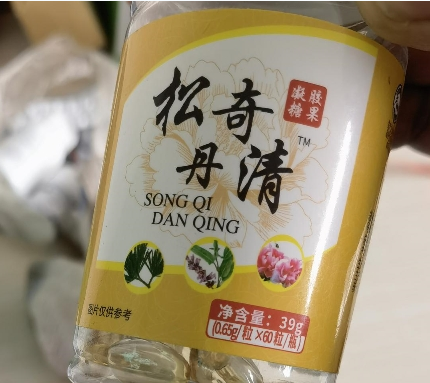 松奇
丹清
凝胶
糖果
TM
SONG QI
DAN QING
图片仅供参考
净含量：39g
(0.65g/粒×60粒/瓶)